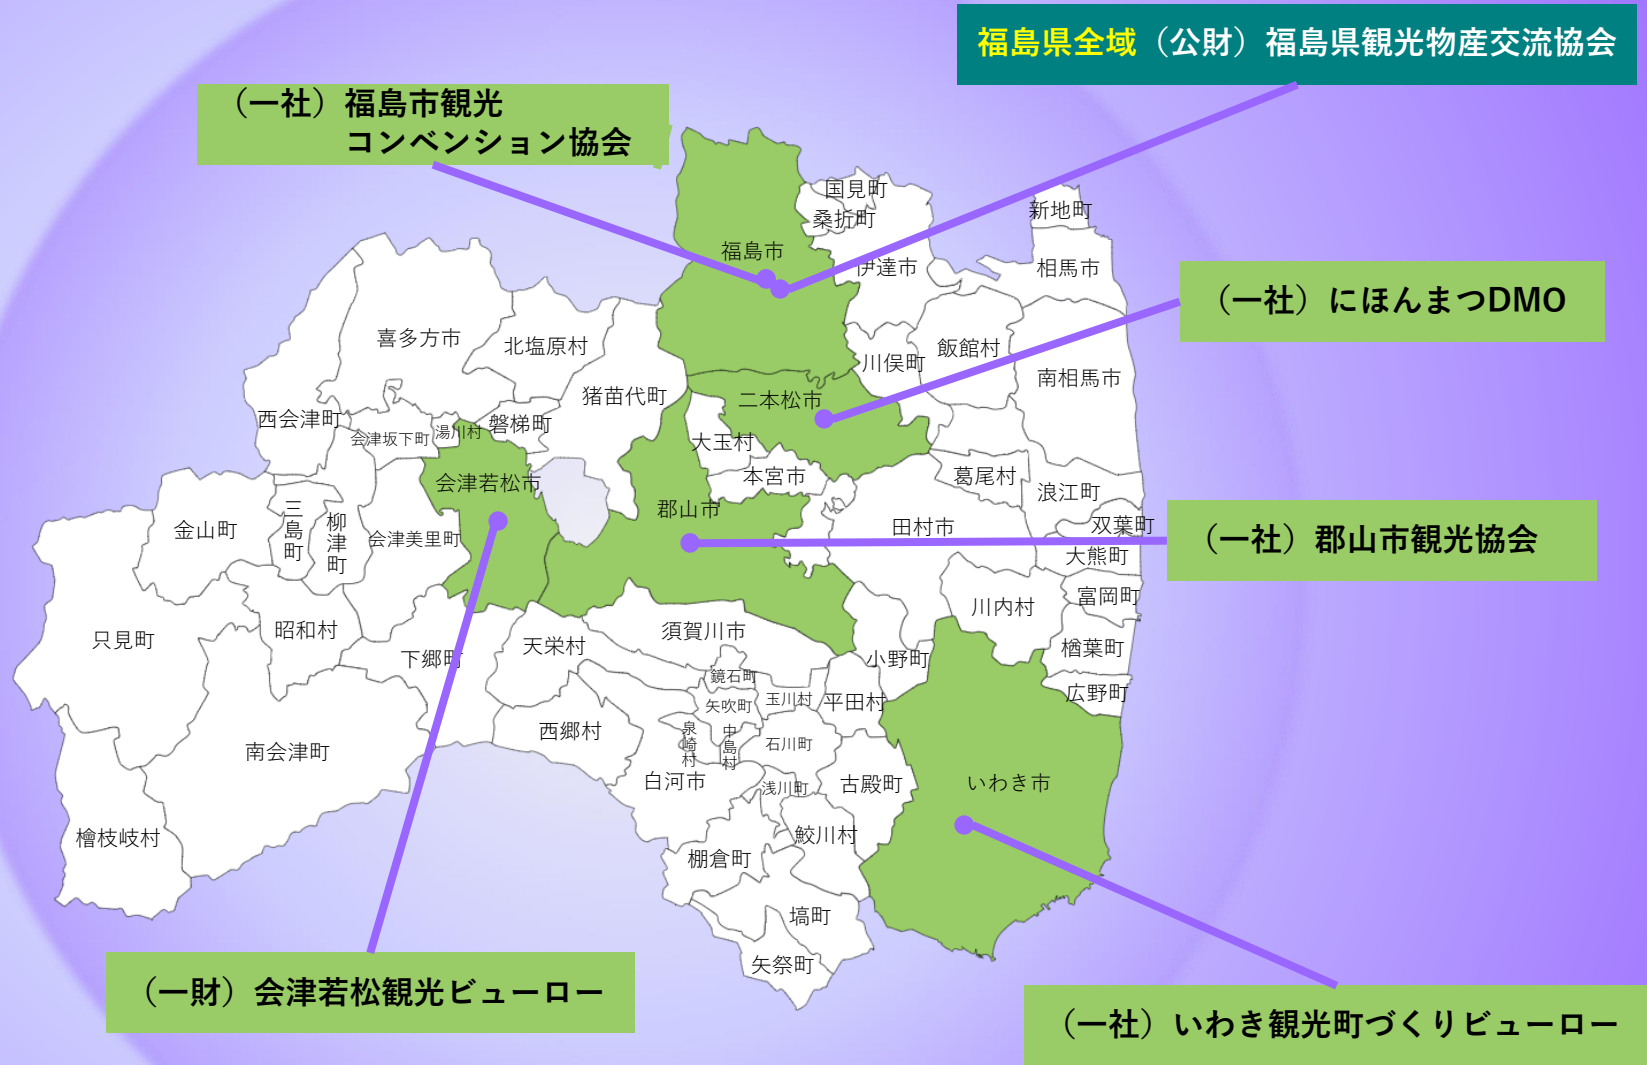 福島県全域（公財）福島県観光物産交流協会
（一社）福島市観光
コンベンション協会
国見町
桑折町
新地町
福島市
伊達市
相馬市
（一社）にほんまつDMO
喜多方市
北塩原村
川俣町
飯館村
南相馬市
猪苗代町
二本松市
西会津町
会津坂下町
湯川村
磐梯町
大玉村
本宮市
葛尾村
浪江町
会津若松市
郡山市
金山町
三島町
柳津町
会津美里町
田村市
双葉町
大熊町
（一社）郡山市観光協会
川内村
富岡町
只見町
昭和村
下郷町
天栄村
須賀川市
小野町
楢葉町
広野町
鏡石町
矢吹町
玉川村
平田村
南会津町
西郷村
泉崎村
中島村
石川町
白河市
浅川町
古殿町
いわき市
檜枝岐村
棚倉町
鮫川村
塙町
矢祭町
（一財）会津若松観光ビューロー
（一社）いわき観光町づくりビューロー